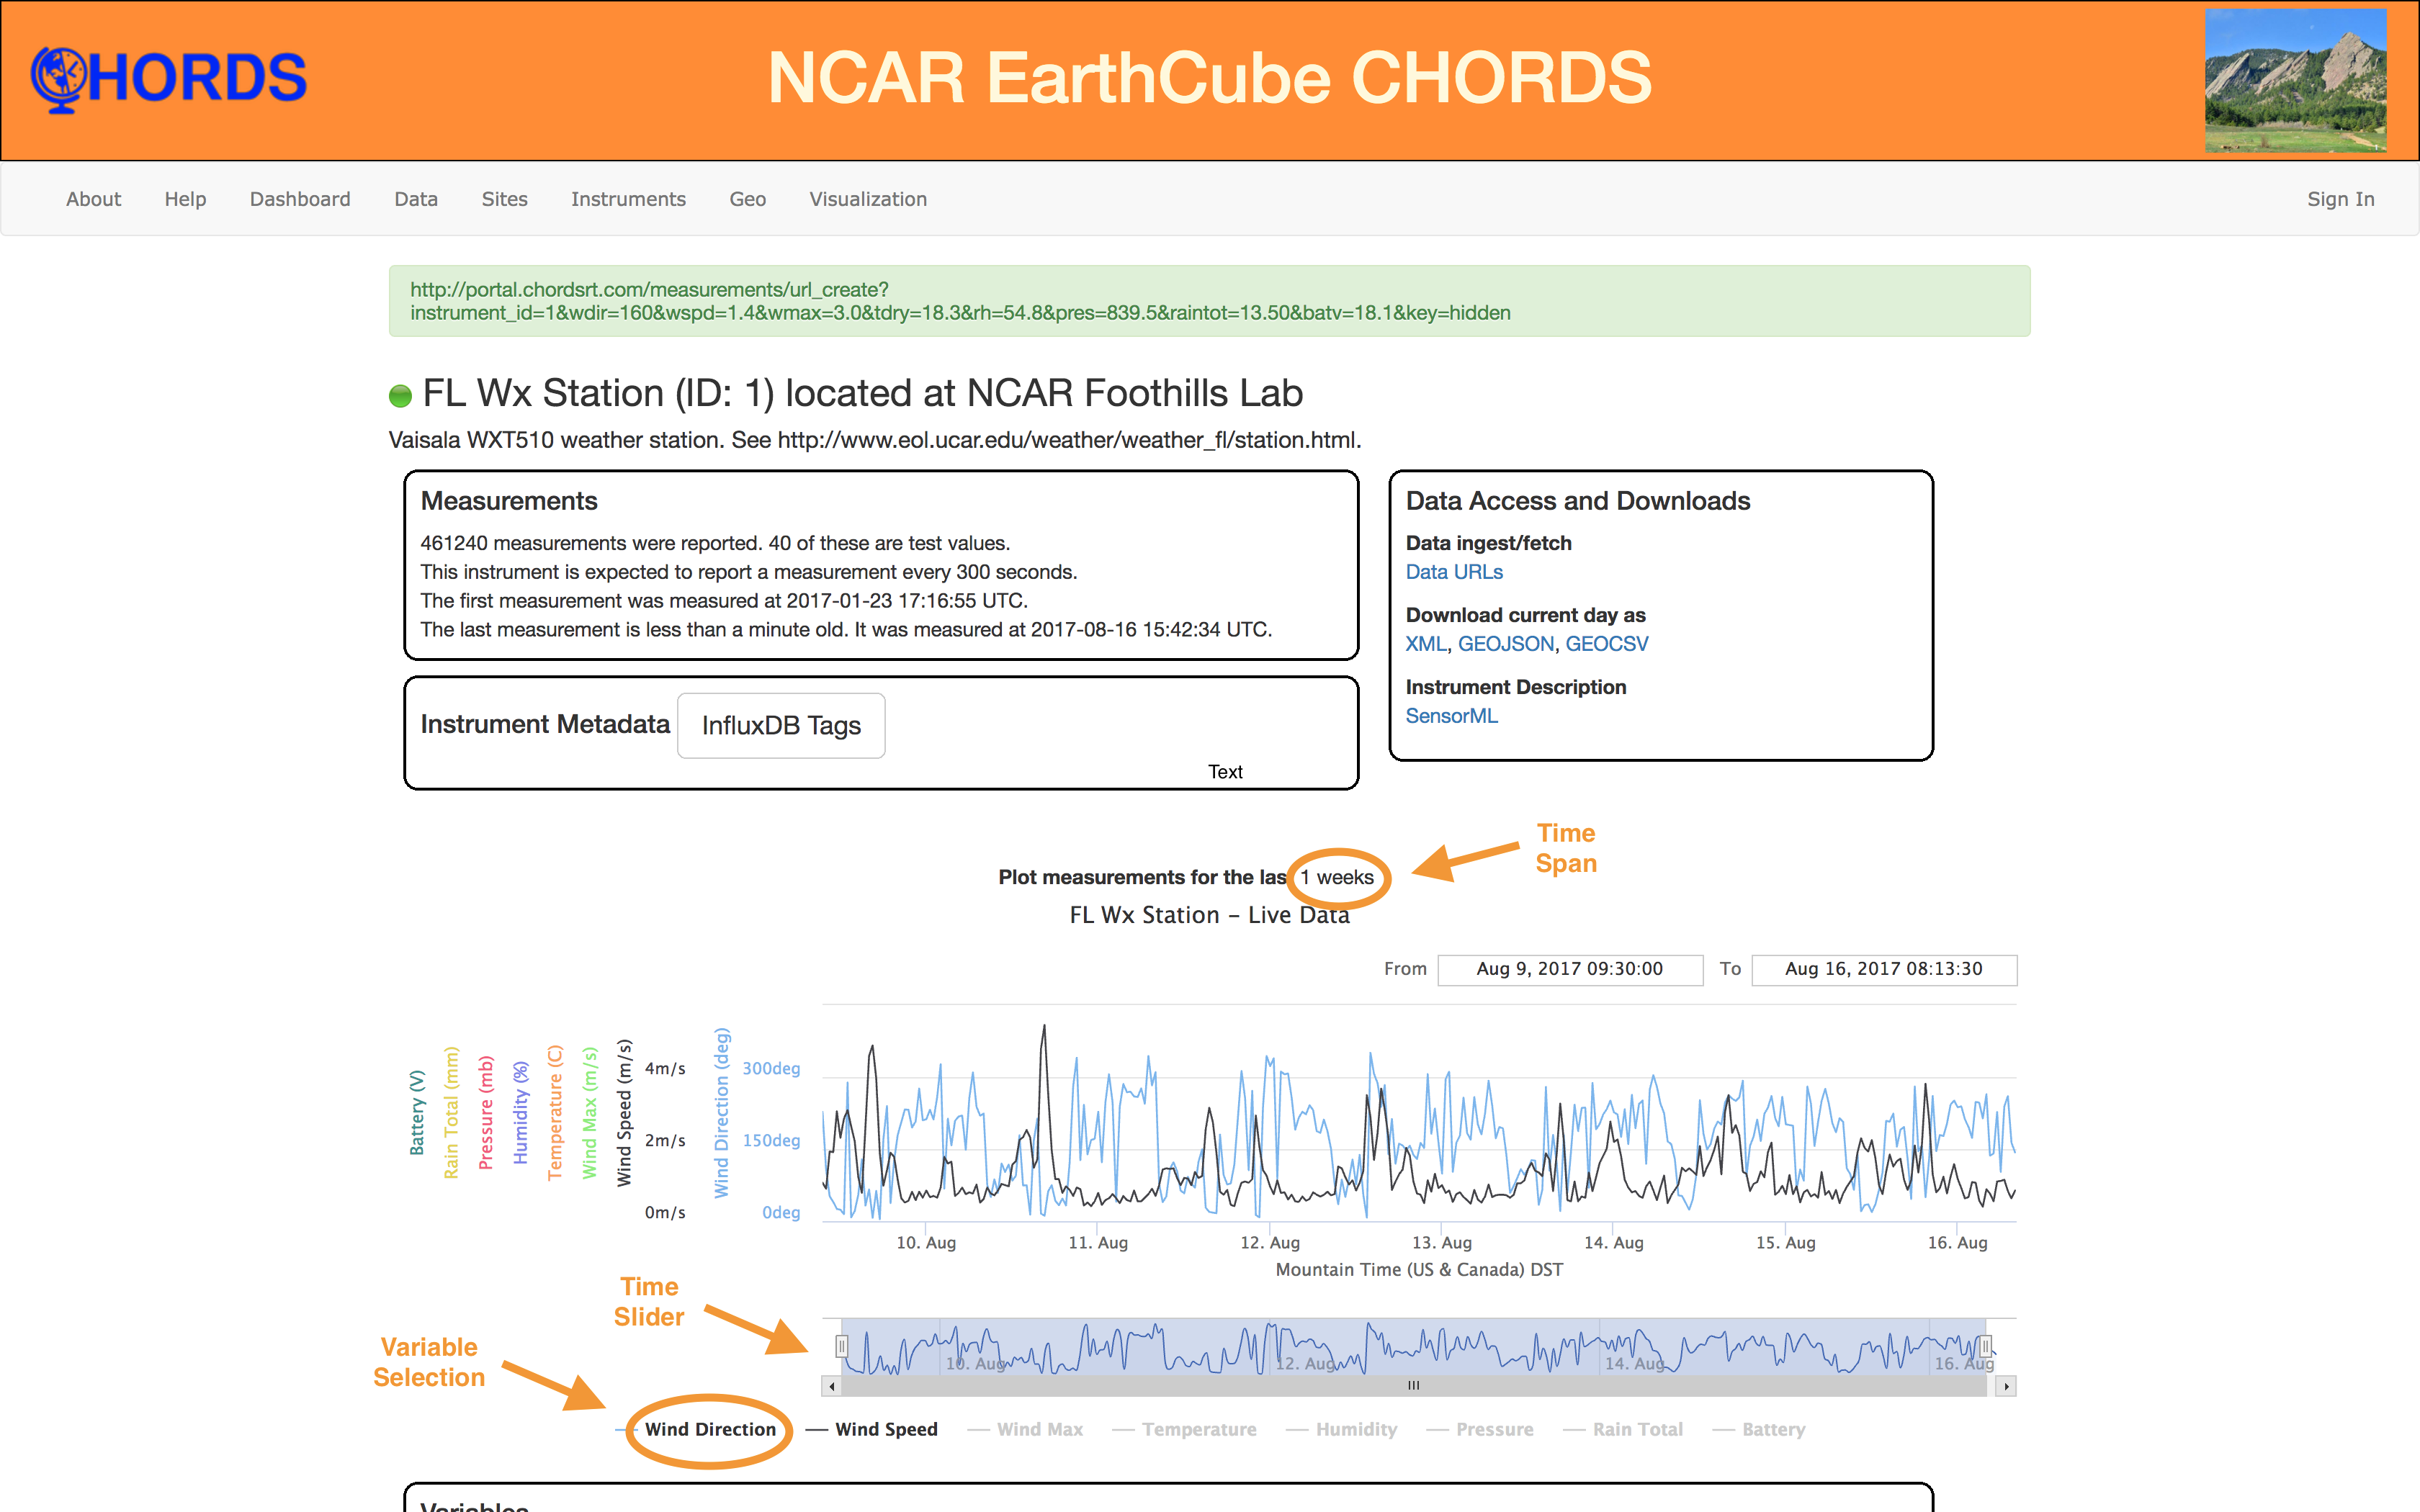 CHORDS
NCAR EarthCube CHORDS
About Help Dashboard Data Sites Instruments Geo Visualization Sign In
http://portal.chordsrt.com/measurements/url_create?
instrument_id=1&wdir=160&wspd=1.4&wmax=3.0&tdry=18.3&rh=54.8&pres=839.5&raintot=13.50&batv=18.1&key=hidden
FL Wx Station (ID: 1) located at NCAR Foothills Lab
Vaisala WXT510 weather station. See http://www.eol.ucar.edu/weather/weather_fl/station.html.
Measurements
461240 measurements were reported. 40 of these are test values.
This instrument is expected to report a measurement every 300 seconds.
The first measurement was measured at 2017-01-23 17:16:55 UTC.
The last measurement is less than a minute old. It was measured at 2017-08-16 15:42:34 UTC.
Instrument Metadata InfluxDB Tags
Text
Data Access and Downloads
Data ingest/fetch
Data URLs
Download current day as
XML, GEOJSON, GEOCSV
Instrument Description
SensorML
Time
Span
Plot measurements for the las 1 weeks
FL Wx Station – Live Data
From Aug 9, 2017 09:30:00 To Aug 16, 2017 08:13:30
Battery (V)
Rain Total (mm)
Pressure (mb)
Humidity (%)
Temperature (C)
Wind Max (m/s)
Wind Speed (m/s)
4m/s
2m/s
0m/s
Wind Direction (deg)
300deg
150deg
0deg
10. Aug 11. Aug 12. Aug 13. Aug 14. Aug 15. Aug 16. Aug
Mountain Time (US & Canada) DST
Time
Slider
10. Aug 12. Aug 14. Aug 16. Aug
Variable
Selection
Wind Direction Wind Speed Wind Max Temperature Humidity Pressure Rain Total Battery
Variables